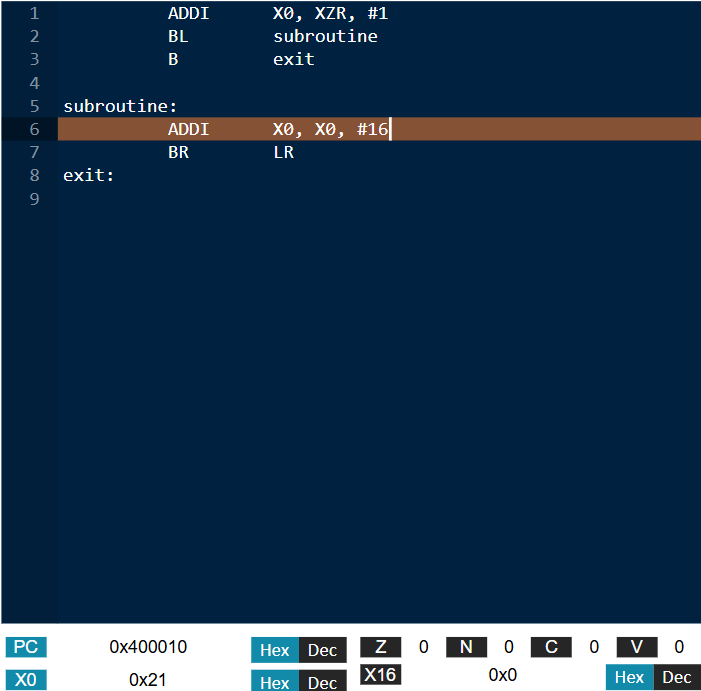 1 ADDI X0, XZR, #1
2 BL subroutine
3 B exit
4
5 subroutine:
6 ADDI X0, X0, #16
7 BR LR
8 exit:
9
PC 0x400010 Hex Dec Z 0 N 0 C 0 V 0
X0 0x21 Hex Dec X16 0x0 Hex Dec